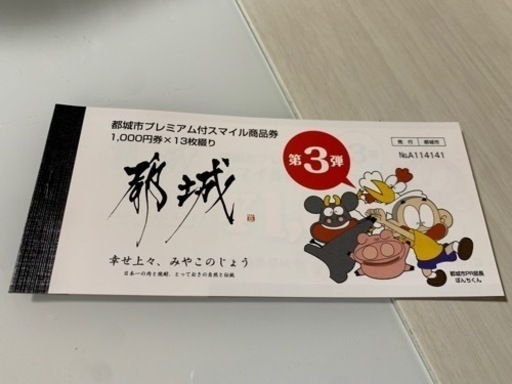 都城市プレミアム付スマイル商品券
1,000円券×13枚綴り
発行 都城市
No.A114141
第3弾
都城
幸せ上々、みやこのじょう
日本一の肉と焼酎、とっておきの自然と伝統
都城市PR部長
ぼんちくん